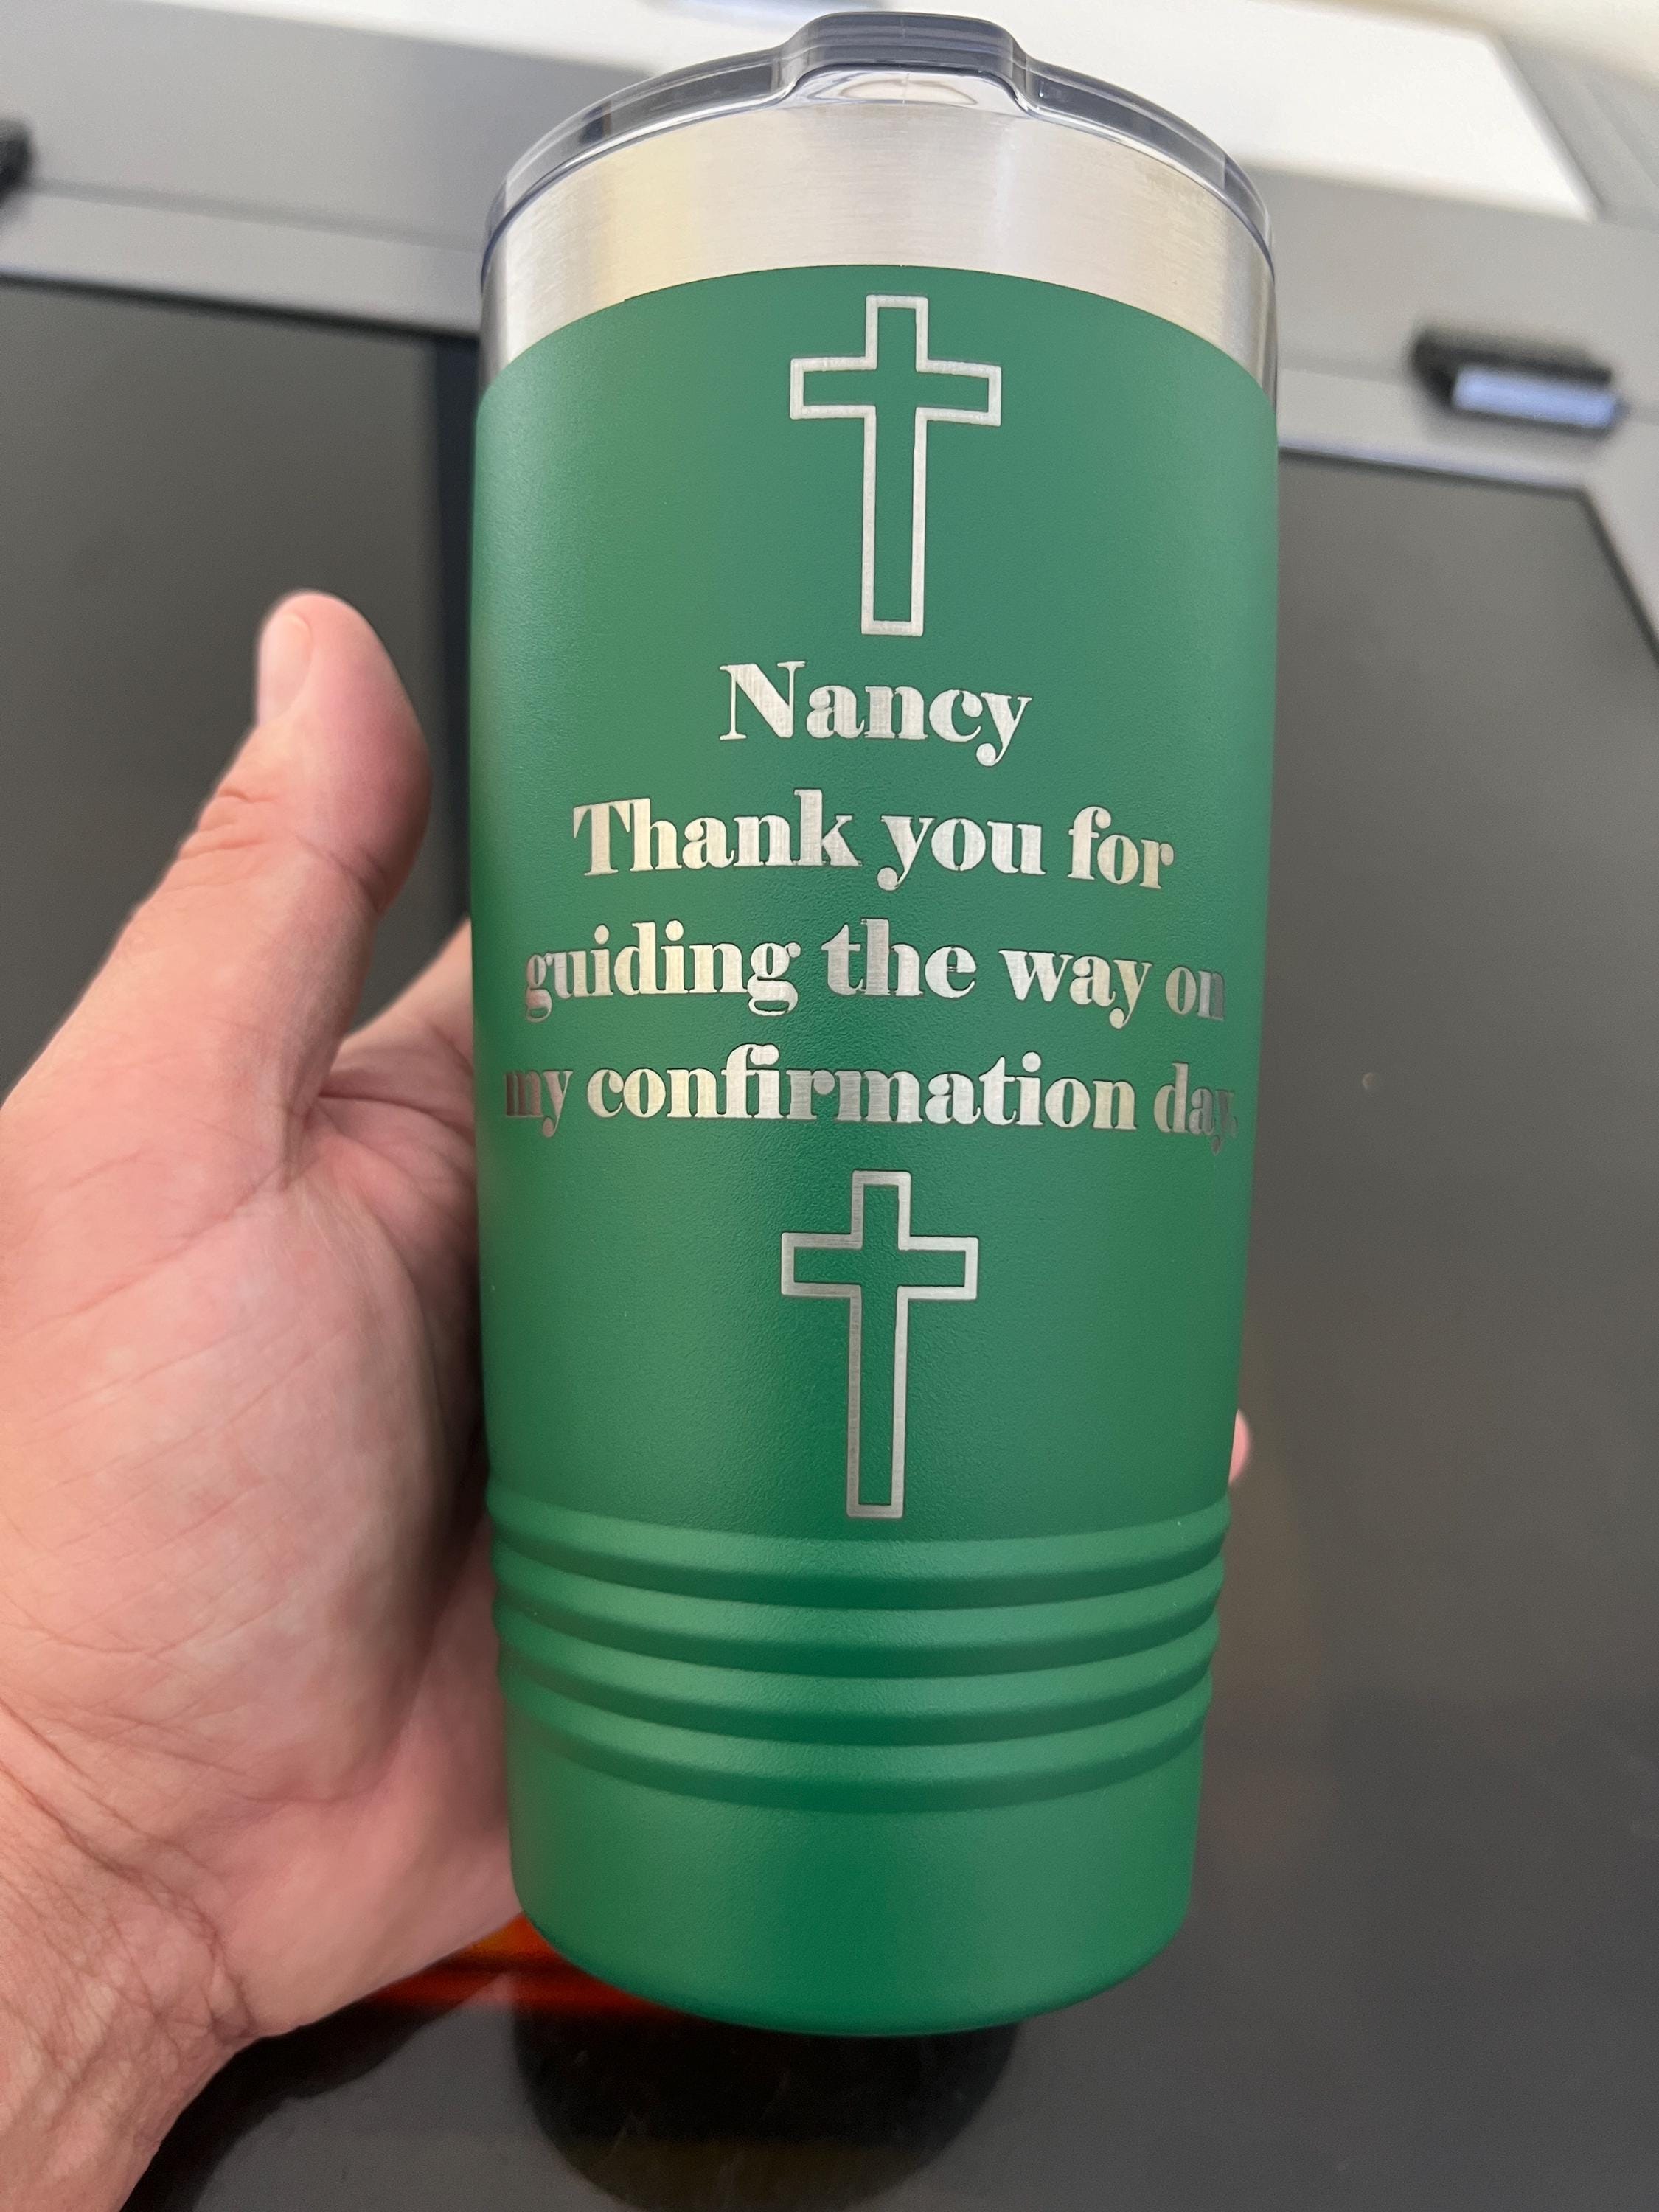 Nancy
Thank you for
guiding the way on
my confirmation day.